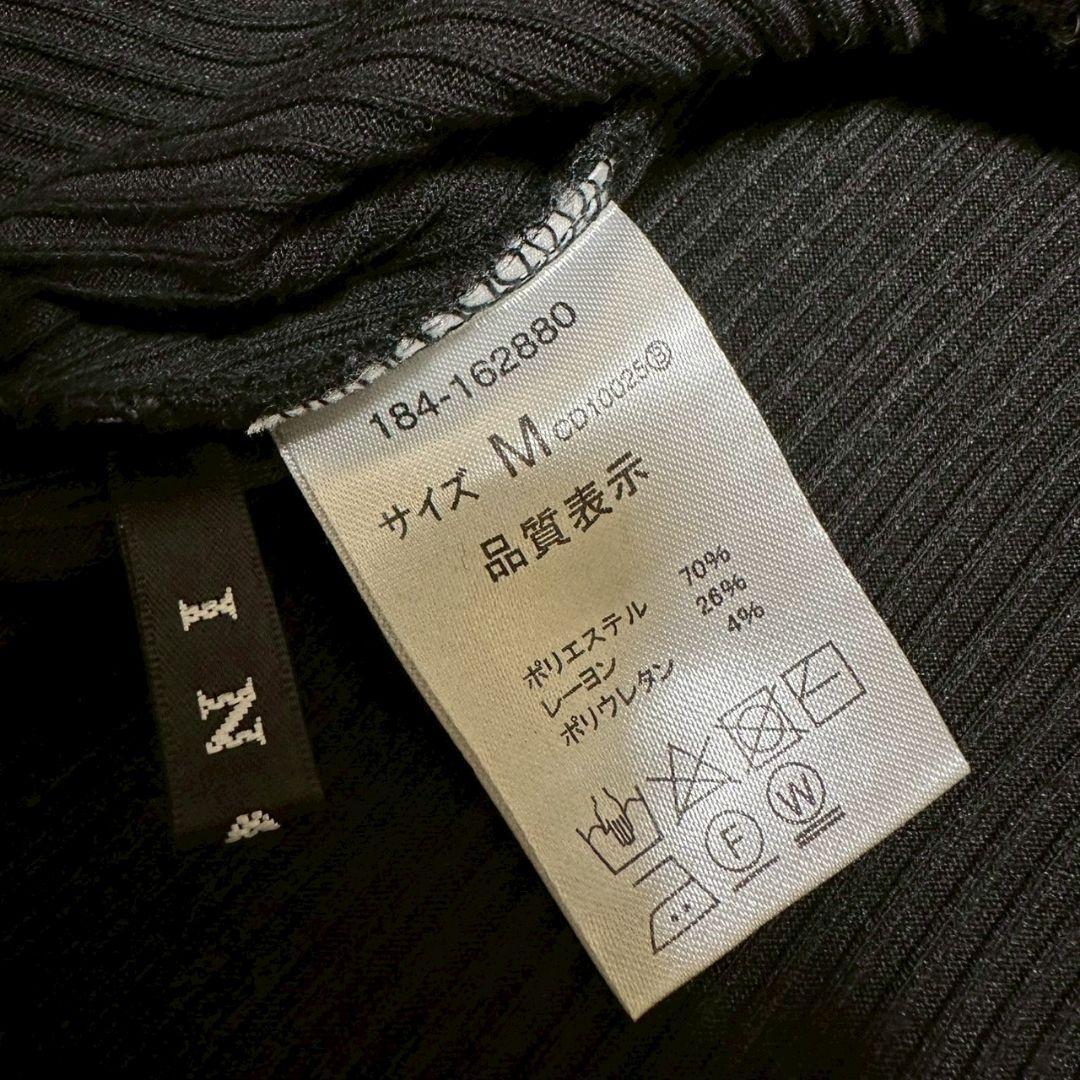 184-162880
サイズ M CD10025Ⓑ
品質表示
ポリエステル 70%
レーヨン 26%
ポリウレタン 4%
F W
I N